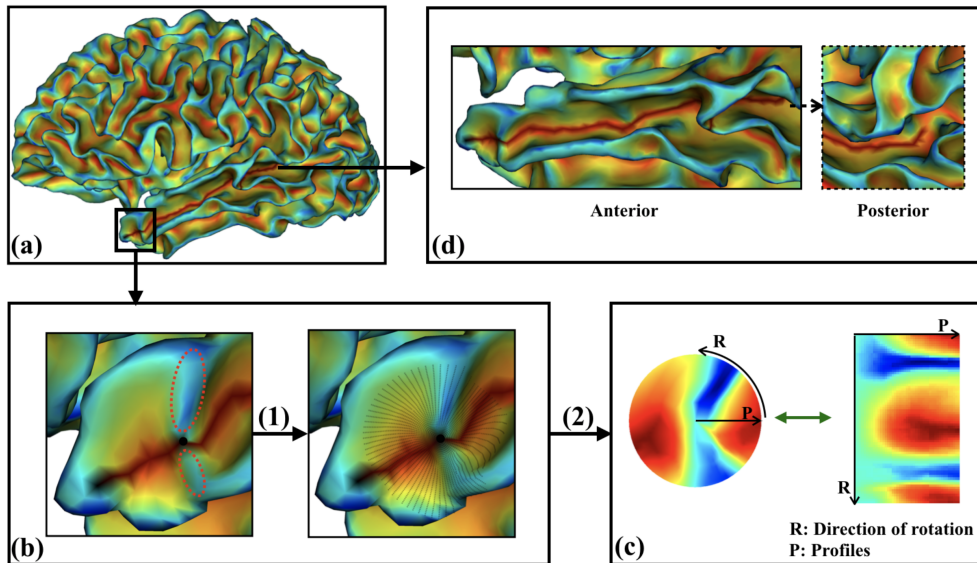 Anterior
Posterior
(a)
(d)
(1)
(2)
R
P
P
R
R: Direction of rotation
P: Profiles
(b)
(c)